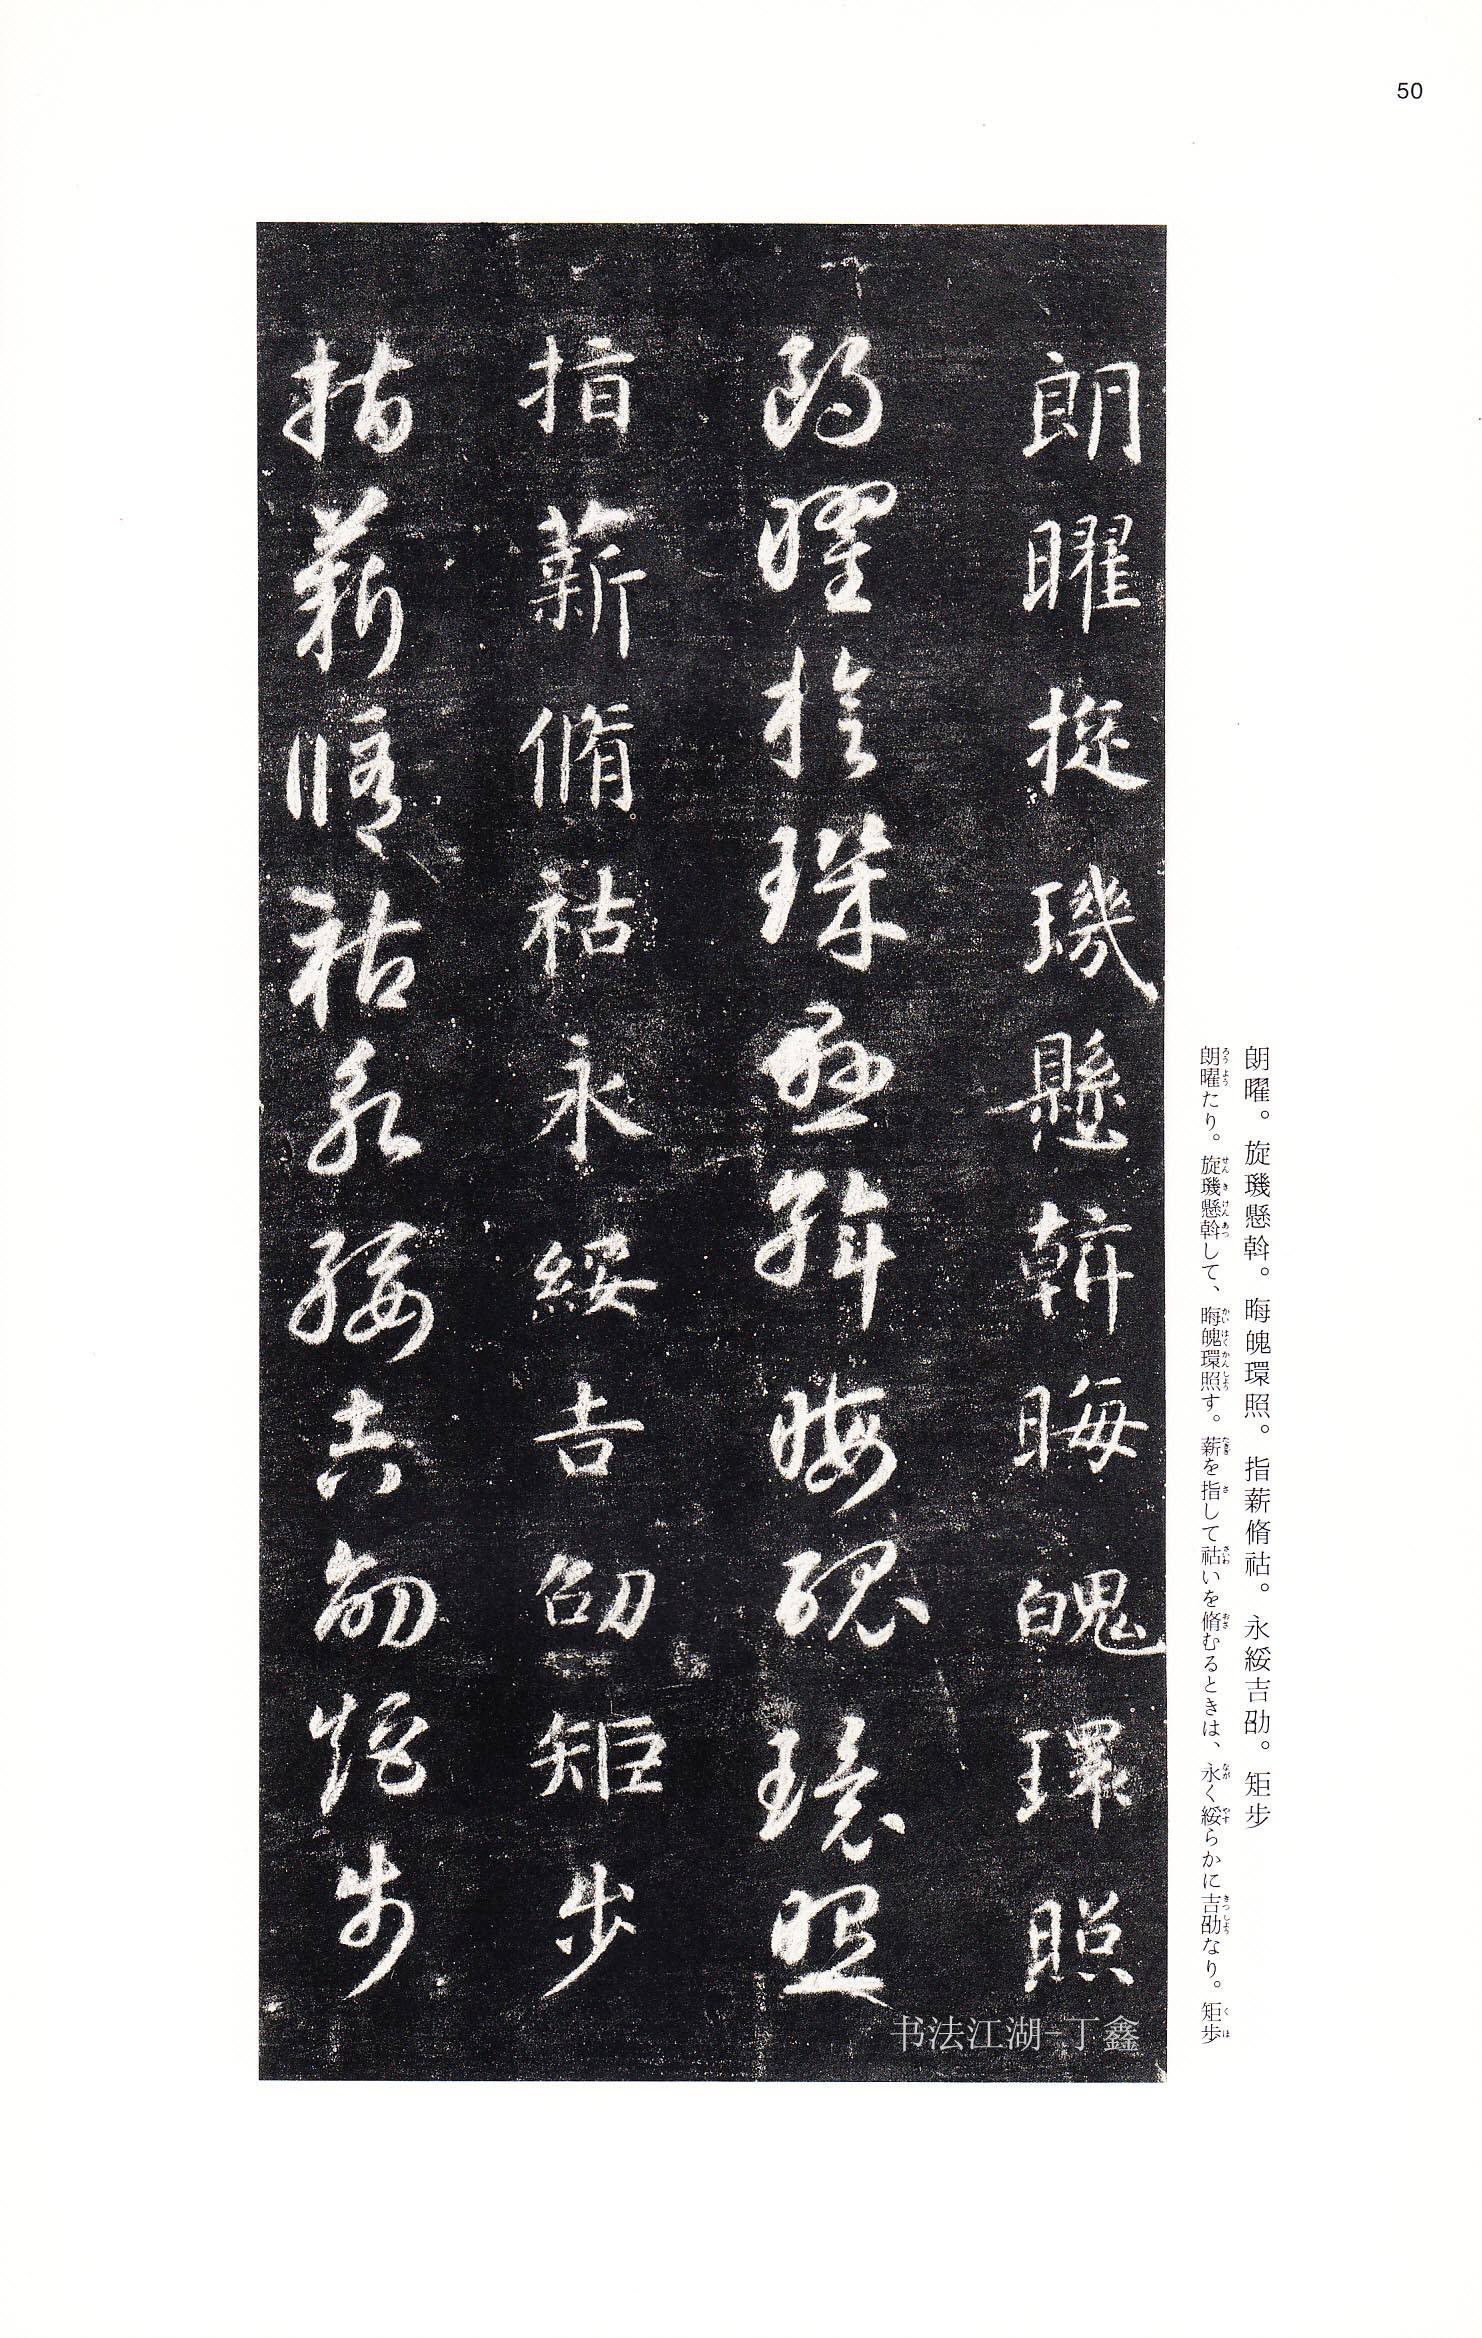 50
朗曜。旋璣懸斡。晦魄環照。指薪脩祜。永綏吉劭。矩步
朗曜たり。旋璣懸斡して、晦魄環照す。薪を指して祜いを脩むるときは、永く綏らかに吉劭なり。矩步
朗曜旋璣懸斡晦魄環照
朗曜旋璣懸斡晦魄環照
指薪脩祜永綏吉劭矩步
指薪脩祜永綏吉劭矩步
书法江湖-丁鑫